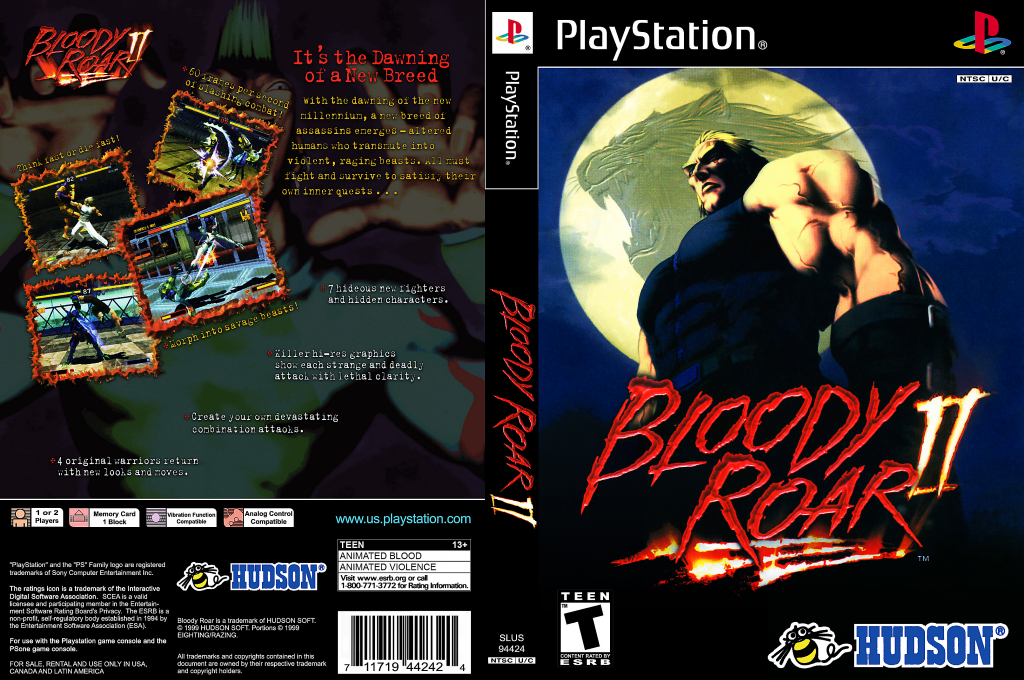 BLOODY
ROAR II
It's the Dawning
of a New Breed
60 frames per second
of slashing combat!
With the dawning of the new
millennium, a new breed of
assassins emerges - altered
humans who transmute into
violent, raging beasts. All must
fight and survive to satisfy their
own inner quests . . .
Think fast or die last!
Morph into savage beasts!
7 hideous new fighters
and hidden characters.
Killer hi-res graphics
show each strange and deadly
attack with lethal clarity.
Create your own devastating
combination attacks.
4 original warriors return
with new looks and moves.
1 or 2
Players
Memory Card
1 Block
Vibration Function
Compatible
Analog Control
Compatible
www.us.playstation.com
"PlayStation" and the "PS" Family logo are registered
trademarks of Sony Computer Entertainment Inc.
The ratings icon is a trademark of the Interactive
Digital Software Association. SCEA is a valid
licensee and participating member in the Entertain-
ment Software Rating Board's Privacy. The ESRB is a
non-profit, self-regulatory body established in 1994 by
the Entertainment Software Association (ESA).
For use with the Playstation game console and the
PSone game console.
FOR SALE, RENTAL AND USE ONLY IN USA,
CANADA AND LATIN AMERICA
HUDSON®
Bloody Roar is a trademark of HUDSON SOFT.
© 1999 HUDSON SOFT. Portions © 1999
EIGHTING/RAZING.
All trademarks and copyrights contained in this
document are owned by their respective trademark
and copyright holders.
TEEN 13+
ANIMATED BLOOD
ANIMATED VIOLENCE
Visit www.esrb.org or call
1-800-771-3772 for Rating Information.
7 11719 44242 4
PlayStation®
BLOODY ROAR II
SLUS
94424
NTSC U/C
PlayStation®
NTSC U/C
BLOODY
ROAR II
TM
TEEN
T
TM
CONTENT RATED BY
ESRB
HUDSON®